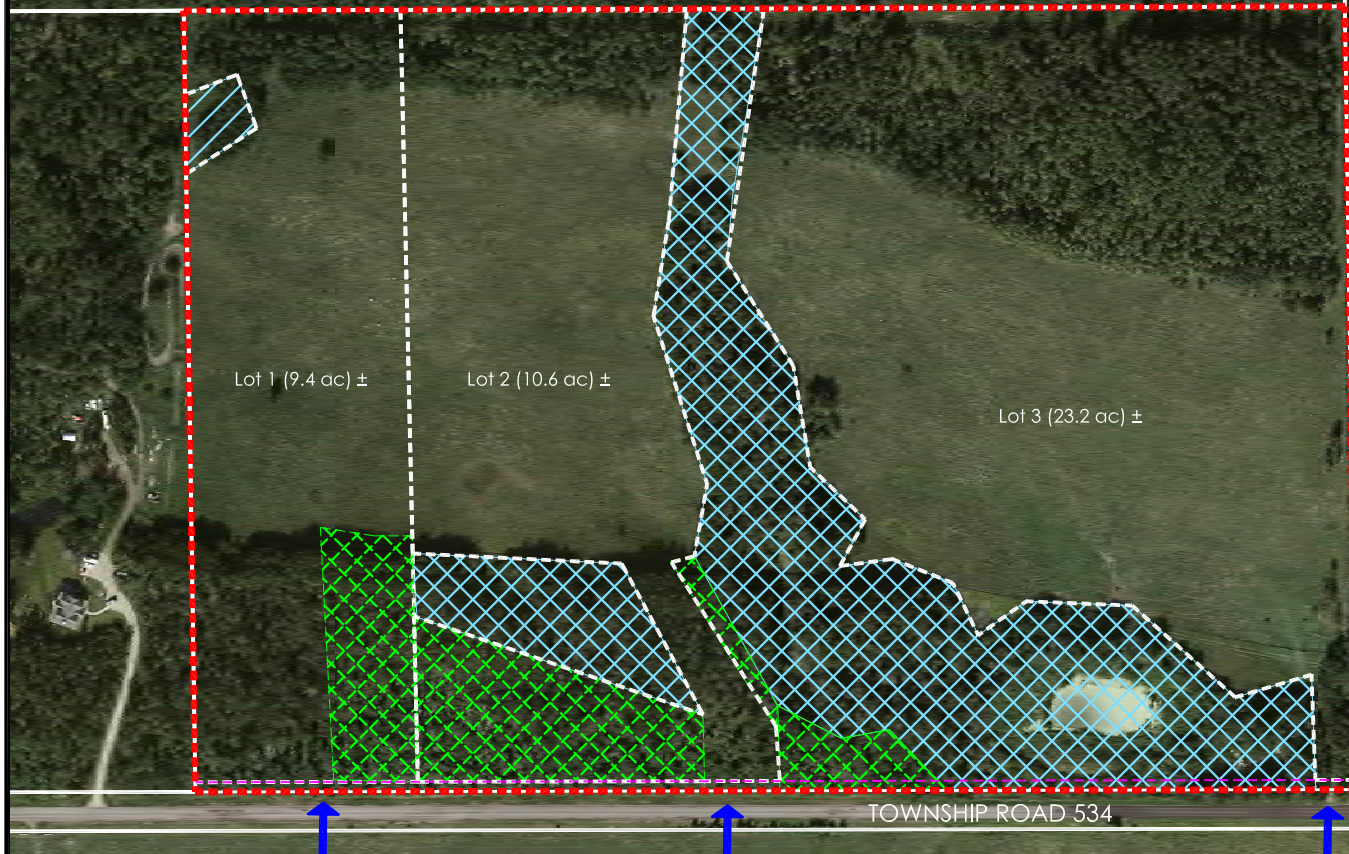 Lot 1 (9.4 ac) ±
Lot 2 (10.6 ac) ±
Lot 3 (23.2 ac) ±
TOWNSHIP ROAD 534